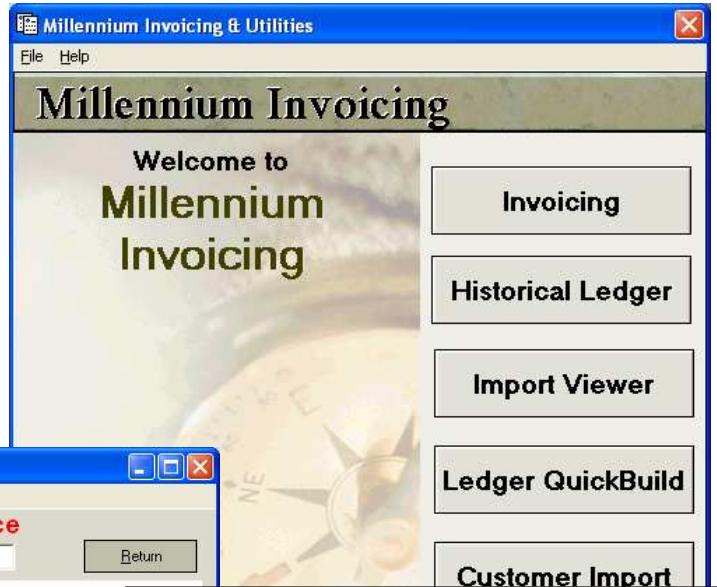 Millennium Invoicing & Utilities
File Help
Millennium Invoicing
Welcome to
Millennium
Invoicing
Invoicing
Historical Ledger
Import Viewer
Ledger QuickBuild
Customer Import
Return